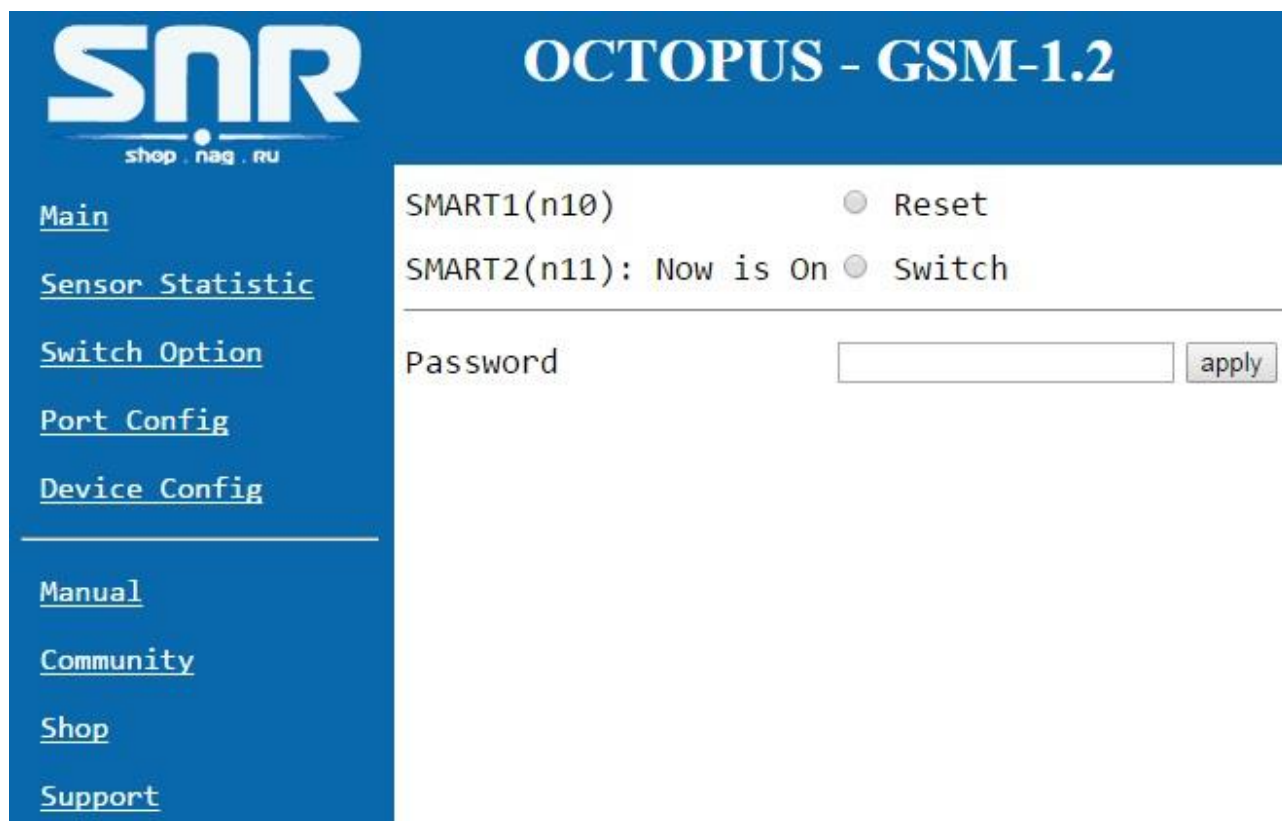 SNR
shop.nag.RU
OCTOPUS - GSM-1.2
Main
Sensor Statistic
Switch Option
Port Config
Device Config
Manual
Community
Shop
Support
SMART1(n10) Reset
SMART2(n11): Now is On Switch
Password apply